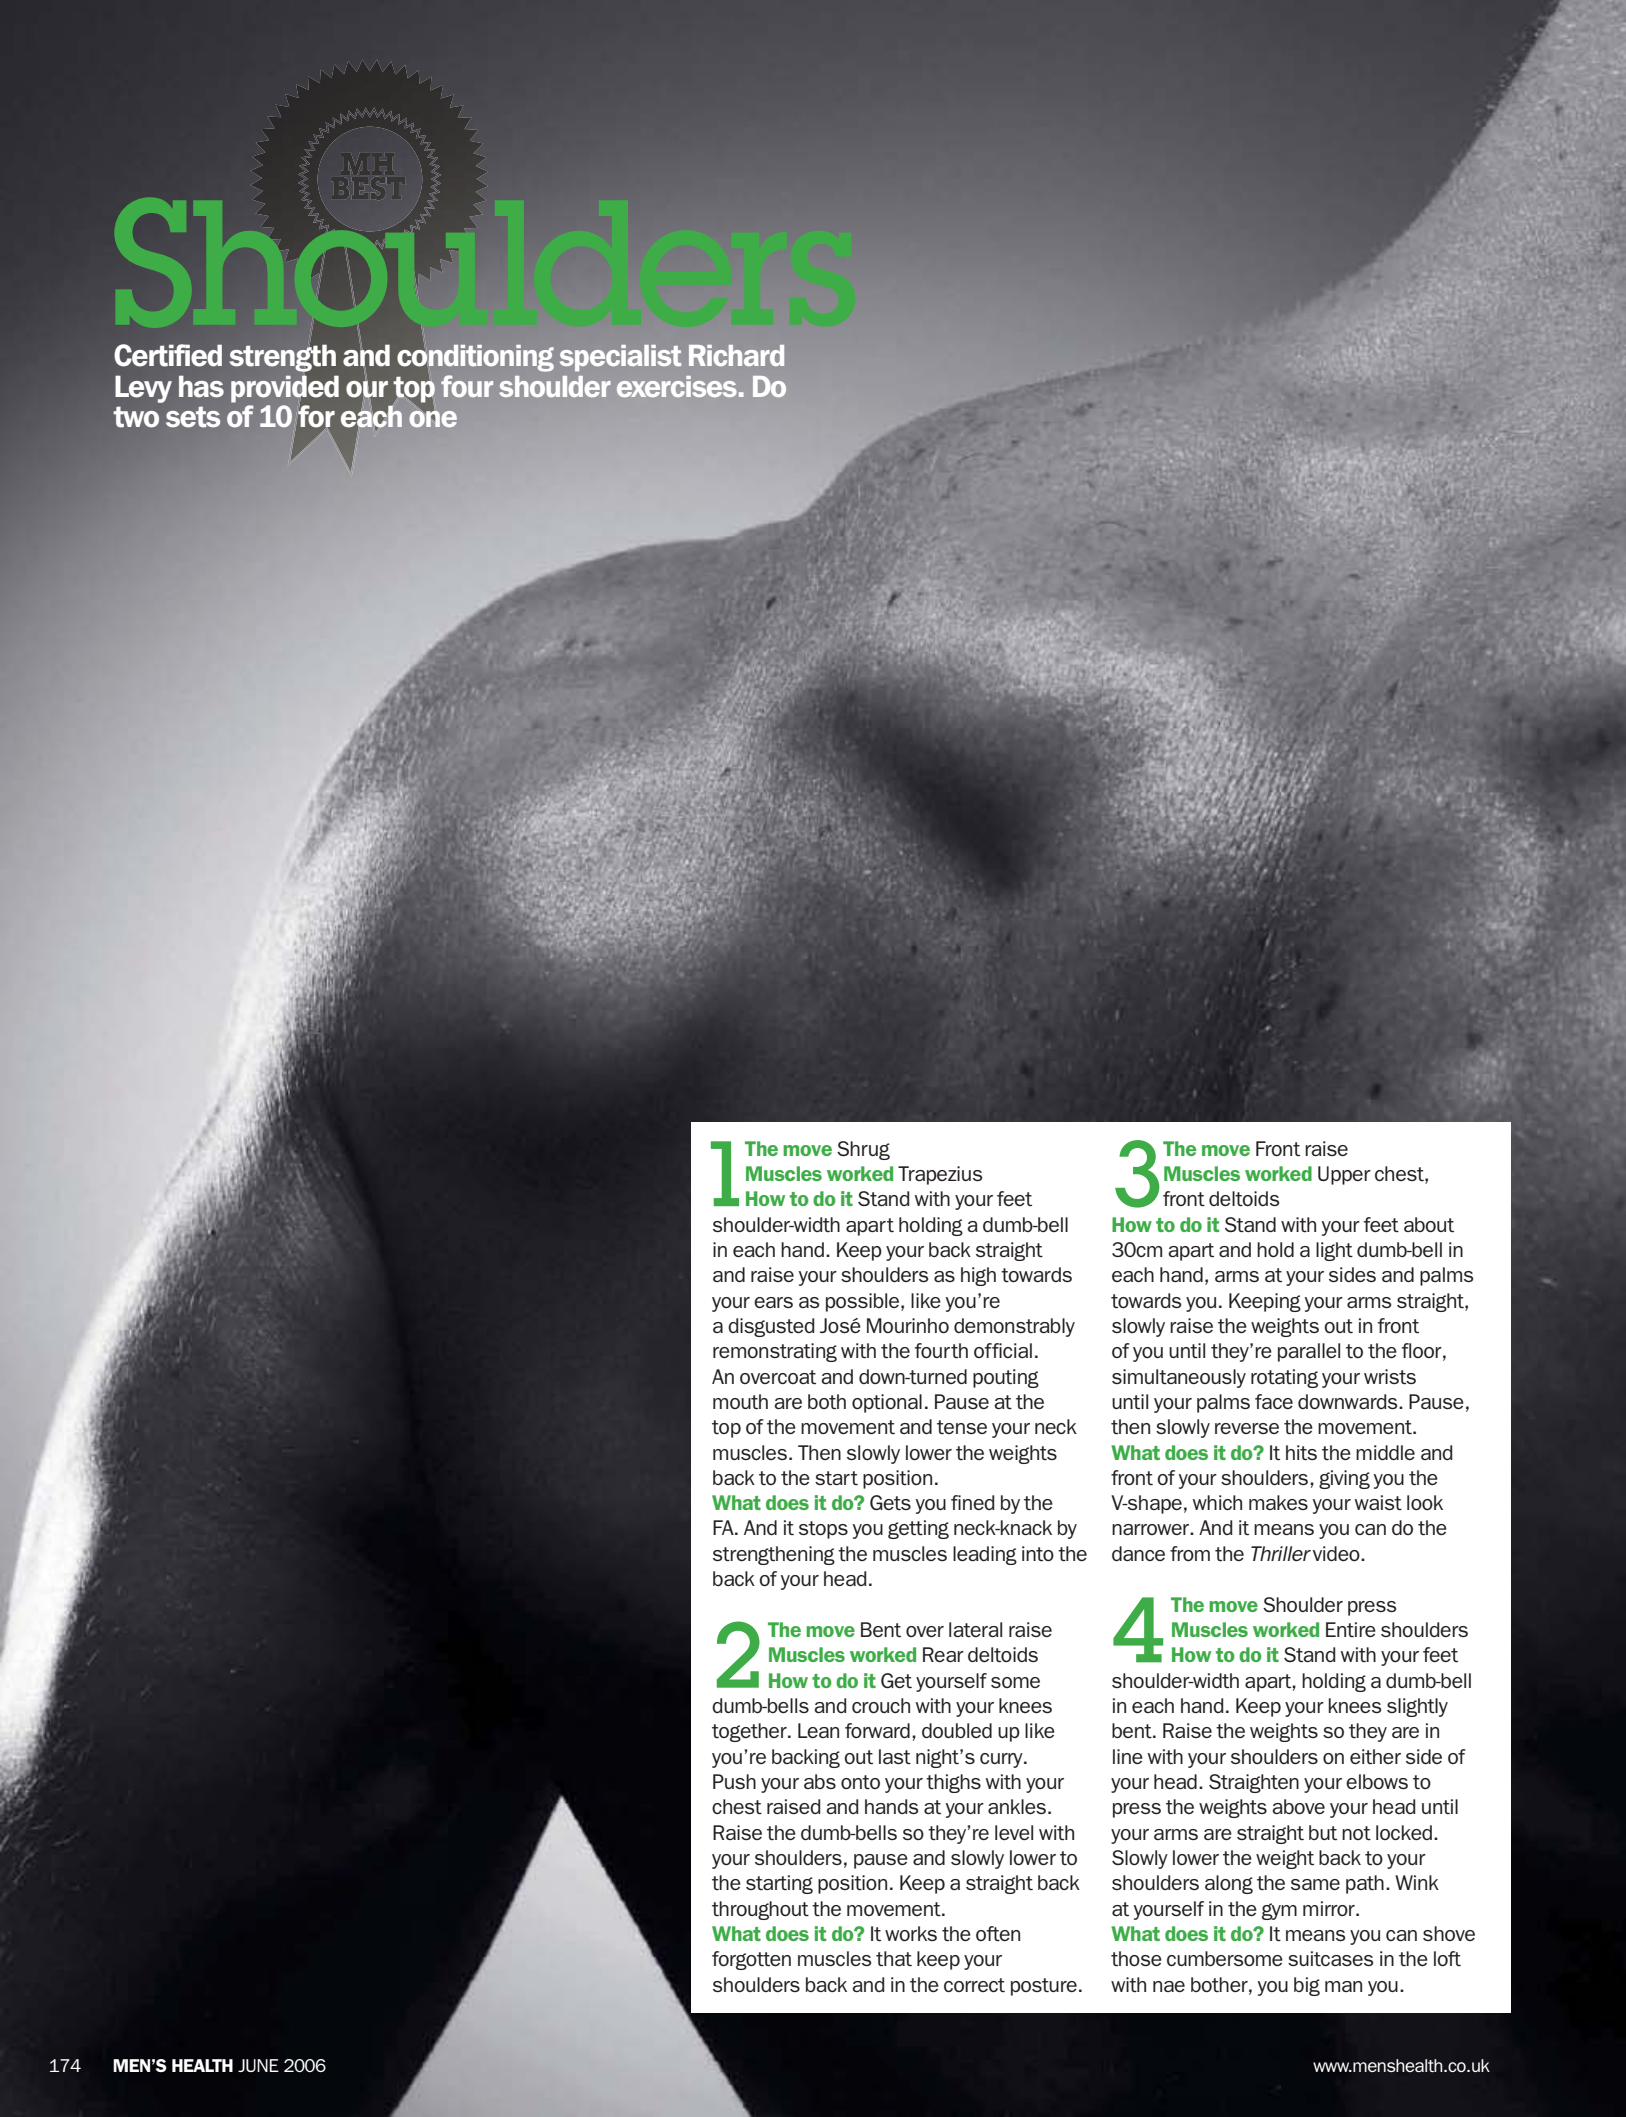 MH
BEST
Shoulders
Certified strength and conditioning specialist Richard
Levy has provided our top four shoulder exercises. Do
two sets of 10 for each one
1 The move Shrug
Muscles worked Trapezius
How to do it Stand with your feet
shoulder-width apart holding a dumb-bell
in each hand. Keep your back straight
and raise your shoulders as high towards
your ears as possible, like you're
a disgusted José Mourinho demonstrably
remonstrating with the fourth official.
An overcoat and down-turned pouting
mouth are both optional. Pause at the
top of the movement and tense your neck
muscles. Then slowly lower the weights
back to the start position.
What does it do? Gets you fined by the
FA. And it stops you getting neck-knack by
strengthening the muscles leading into the
back of your head.
2 The move Bent over lateral raise
Muscles worked Rear deltoids
How to do it Get yourself some
dumb-bells and crouch with your knees
together. Lean forward, doubled up like
you're backing out last night's curry.
Push your abs onto your thighs with your
chest raised and hands at your ankles.
Raise the dumb-bells so they're level with
your shoulders, pause and slowly lower to
the starting position. Keep a straight back
throughout the movement.
What does it do? It works the often
forgotten muscles that keep your
shoulders back and in the correct posture.
3 The move Front raise
Muscles worked Upper chest,
front deltoids
How to do it Stand with your feet about
30cm apart and hold a light dumb-bell in
each hand, arms at your sides and palms
towards you. Keeping your arms straight,
slowly raise the weights out in front
of you until they're parallel to the floor,
simultaneously rotating your wrists
until your palms face downwards. Pause,
then slowly reverse the movement.
What does it do? It hits the middle and
front of your shoulders, giving you the
V-shape, which makes your waist look
narrower. And it means you can do the
dance from the Thriller video.
4 The move Shoulder press
Muscles worked Entire shoulders
How to do it Stand with your feet
shoulder-width apart, holding a dumb-bell
in each hand. Keep your knees slightly
bent. Raise the weights so they are in
line with your shoulders on either side of
your head. Straighten your elbows to
press the weights above your head until
your arms are straight but not locked.
Slowly lower the weight back to your
shoulders along the same path. Wink
at yourself in the gym mirror.
What does it do? It means you can shove
those cumbersome suitcases in the loft
with nae bother, you big man you.
174 MEN'S HEALTH JUNE 2006
www.menshealth.co.uk